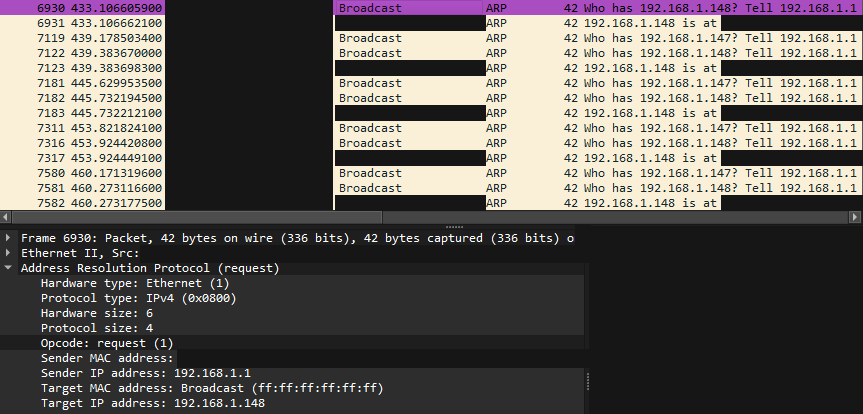 6930 433.106605900 Broadcast ARP 42 Who has 192.168.1.148? Tell 192.168.1.1
6931 433.106662100 ARP 42 192.168.1.148 is at
7119 439.178503400 Broadcast ARP 42 Who has 192.168.1.147? Tell 192.168.1.1
7122 439.383670000 Broadcast ARP 42 Who has 192.168.1.148? Tell 192.168.1.1
7123 439.383698300 ARP 42 192.168.1.148 is at
7181 445.629953500 Broadcast ARP 42 Who has 192.168.1.147? Tell 192.168.1.1
7182 445.732194500 Broadcast ARP 42 Who has 192.168.1.148? Tell 192.168.1.1
7183 445.732212100 ARP 42 192.168.1.148 is at
7311 453.821824100 Broadcast ARP 42 Who has 192.168.1.147? Tell 192.168.1.1
7316 453.924420800 Broadcast ARP 42 Who has 192.168.1.148? Tell 192.168.1.1
7317 453.924449100 ARP 42 192.168.1.148 is at
7580 460.171319600 Broadcast ARP 42 Who has 192.168.1.147? Tell 192.168.1.1
7581 460.273116600 Broadcast ARP 42 Who has 192.168.1.148? Tell 192.168.1.1
7582 460.273177500 ARP 42 192.168.1.148 is at
Frame 6930: Packet, 42 bytes on wire (336 bits), 42 bytes captured (336 bits) o
Ethernet II, Src:
Address Resolution Protocol (request)
Hardware type: Ethernet (1)
Protocol type: IPv4 (0x0800)
Hardware size: 6
Protocol size: 4
Opcode: request (1)
Sender MAC address:
Sender IP address: 192.168.1.1
Target MAC address: Broadcast (ff:ff:ff:ff:ff:ff)
Target IP address: 192.168.1.148